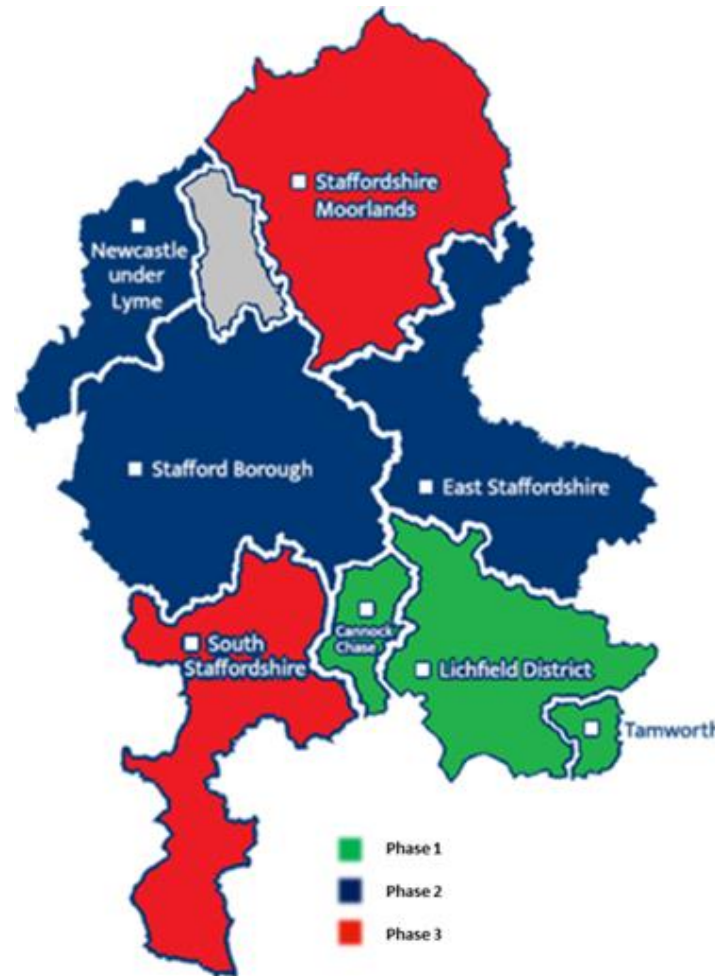 Staffordshire
Moorlands
Newcastle
under
Lyme
Stafford Borough
East Staffordshire
Cannock
Chase
South
Staffordshire
Lichfield District
Tamworth
Phase 1
Phase 2
Phase 3